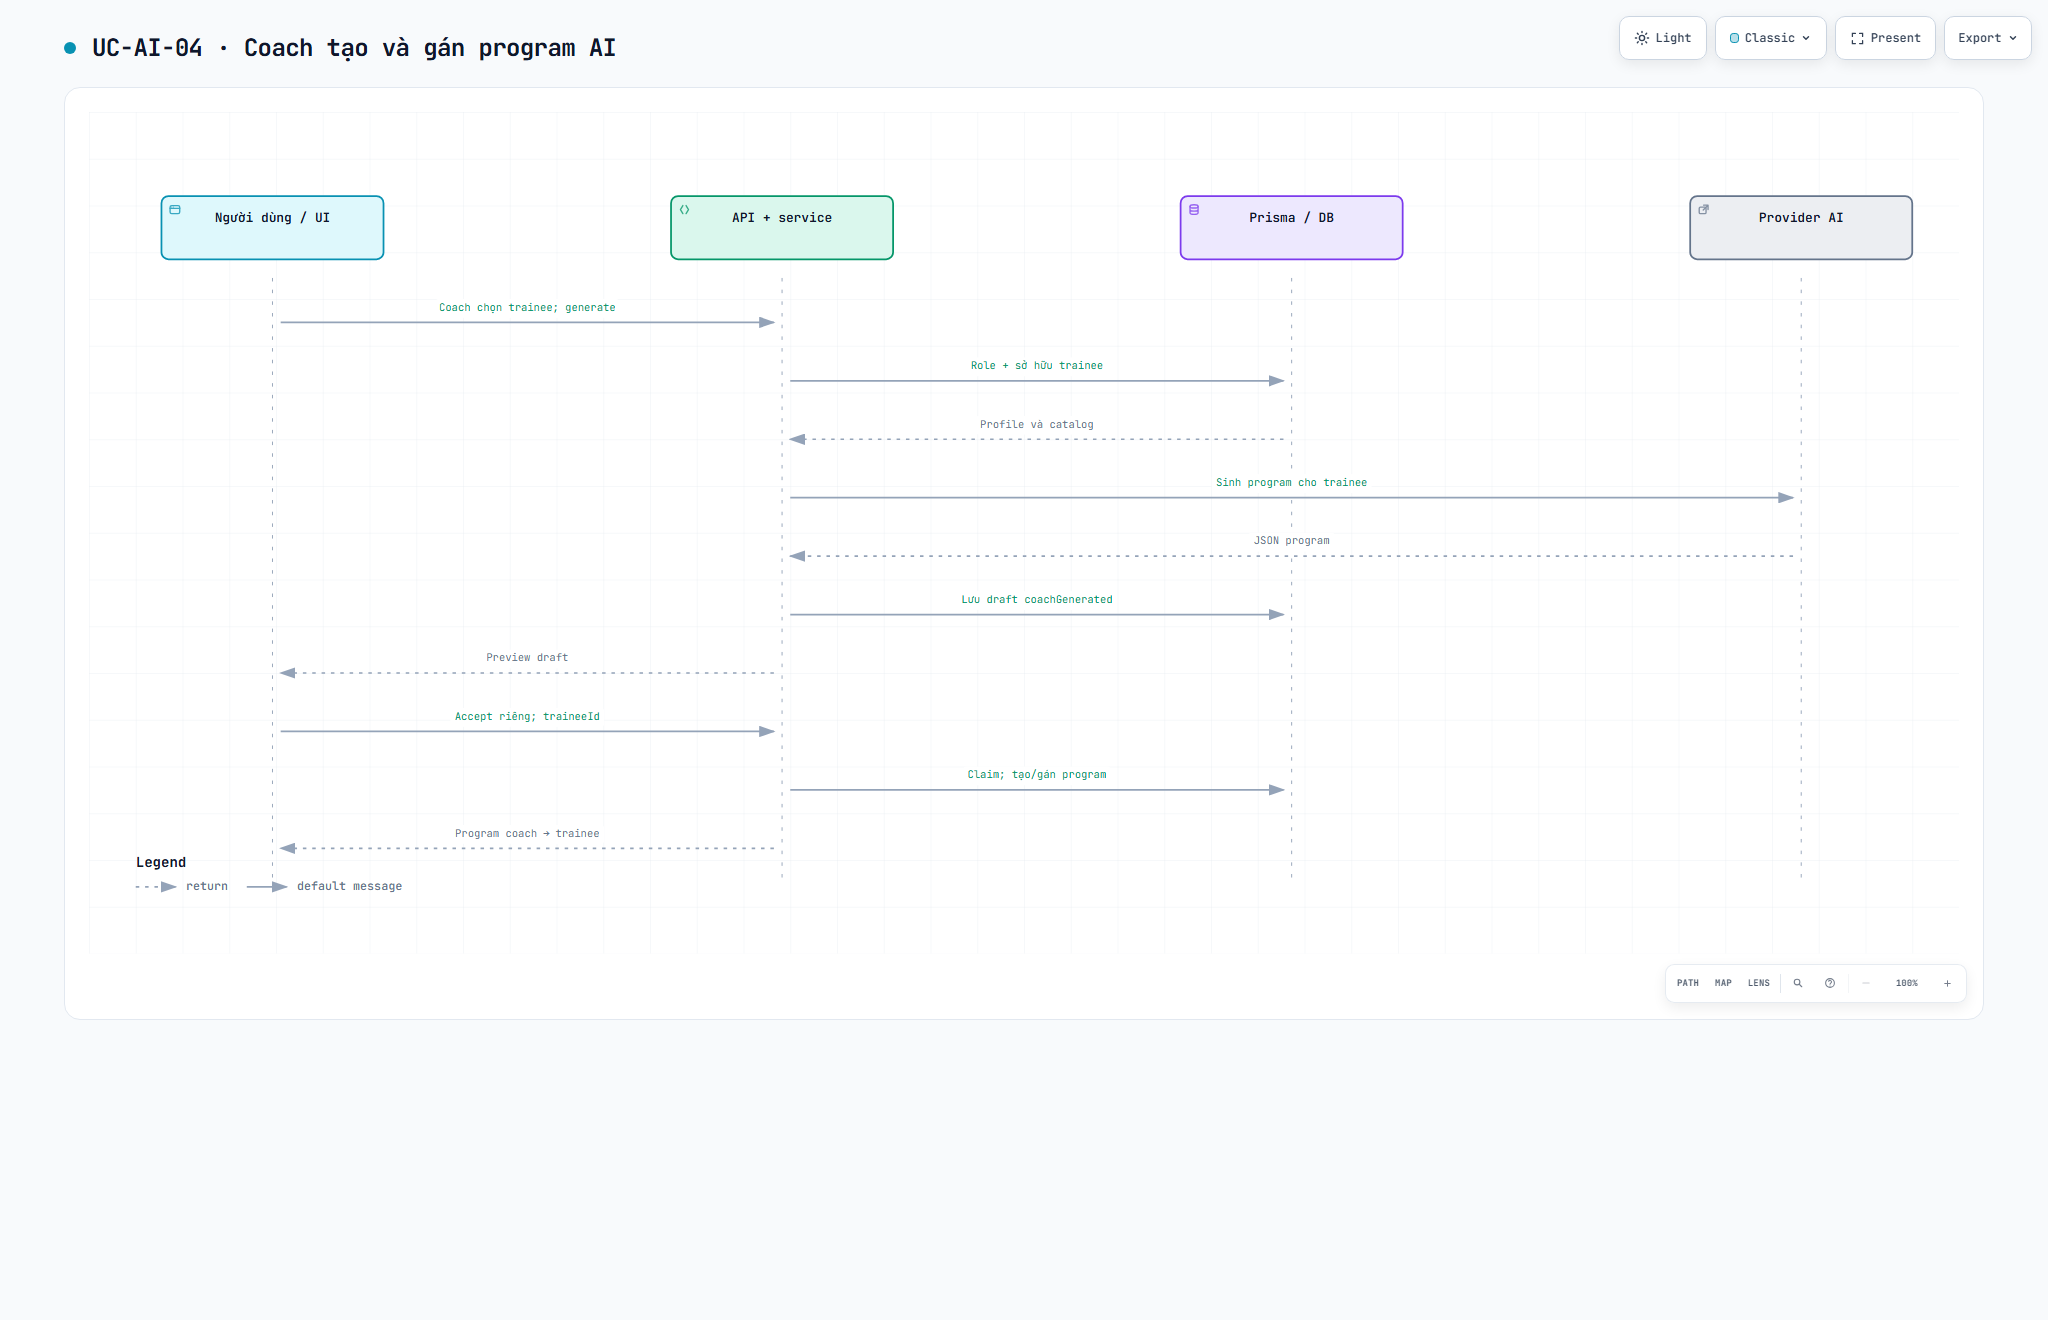 UC-AI-04 · Coach tạo và gán program AI
Light
Classic
Present
Export
Người dùng / UI
API + service
Prisma / DB
Provider AI
Coach chọn trainee; generate
Role + sở hữu trainee
Profile và catalog
Sinh program cho trainee
JSON program
Lưu draft coachGenerated
Preview draft
Accept riêng; traineeId
Claim; tạo/gán program
Program coach → trainee
Legend
return
default message
PATH
MAP
LENS
100%